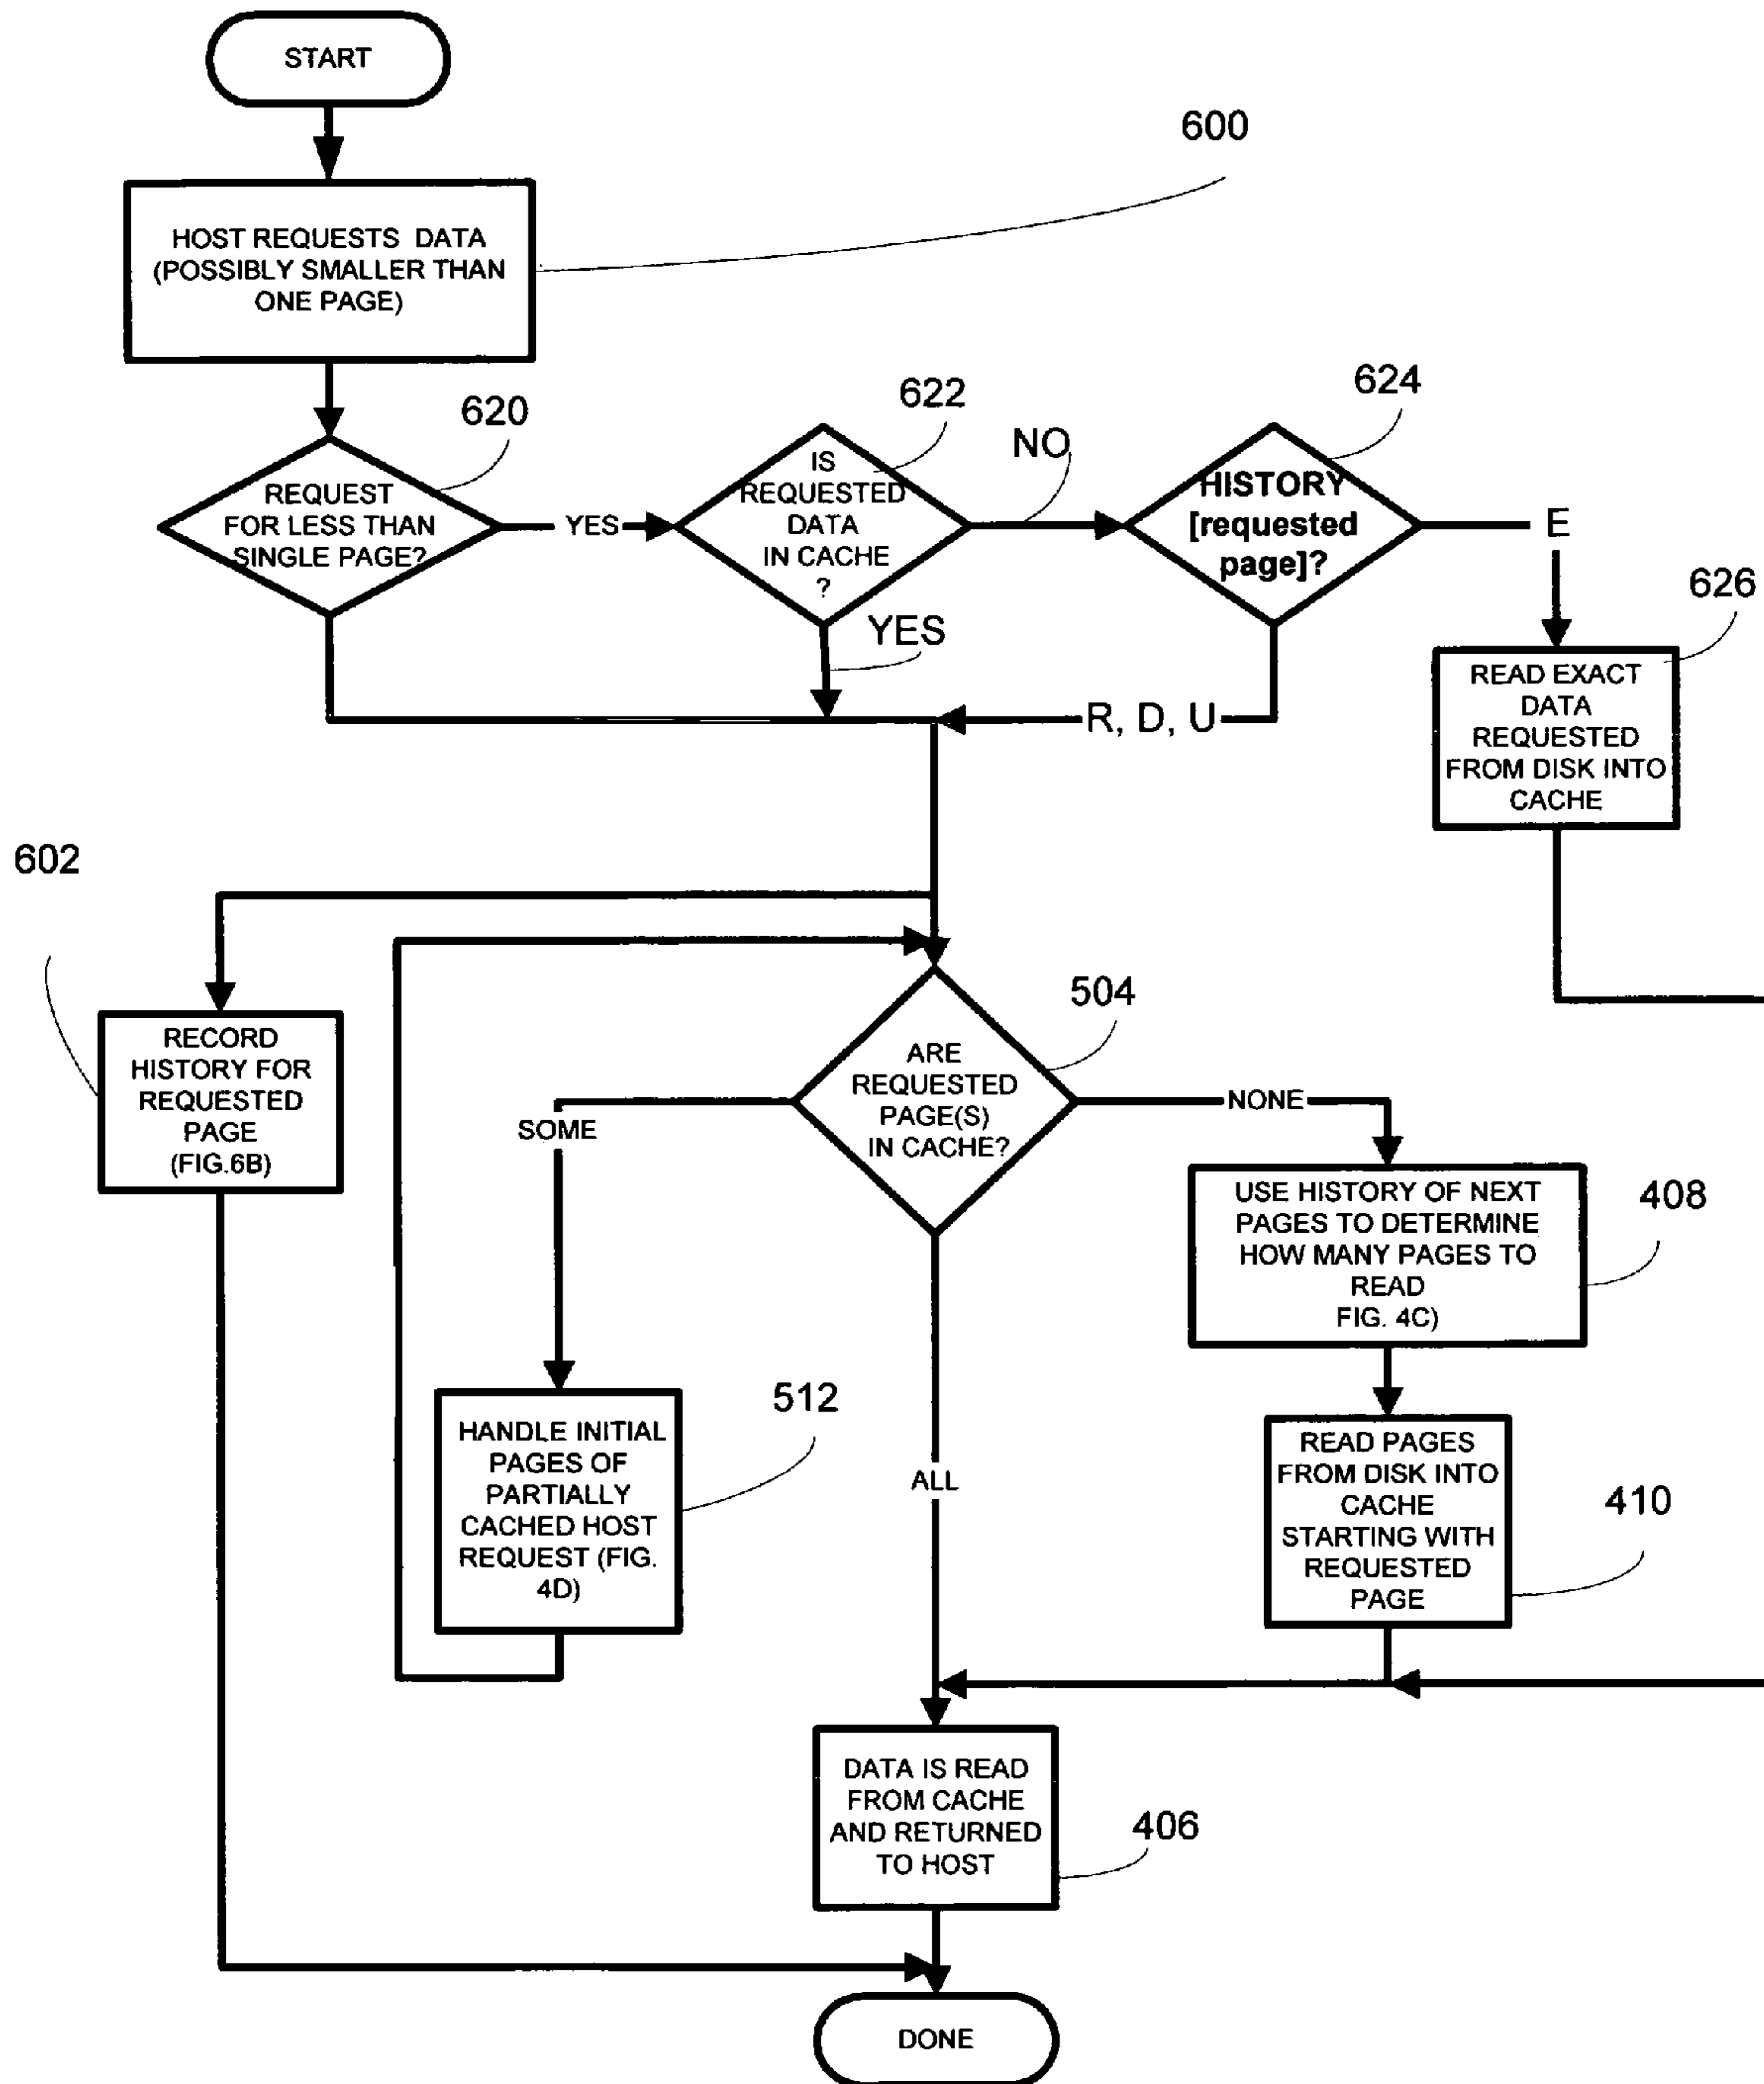 START
600
HOST REQUESTS DATA
(POSSIBLY SMALLER THAN
ONE PAGE)
620
REQUEST
FOR LESS THAN
SINGLE PAGE?
YES
622
IS
REQUESTED
DATA
IN CACHE
?
NO
YES
624
HISTORY
[requested
page]?
E
R, D, U
626
READ EXACT
DATA
REQUESTED
FROM DISK INTO
CACHE
602
RECORD
HISTORY FOR
REQUESTED
PAGE
(FIG.6B)
504
ARE
REQUESTED
PAGE(S)
IN CACHE?
SOME
NONE
ALL
408
USE HISTORY OF NEXT
PAGES TO DETERMINE
HOW MANY PAGES TO
READ
FIG. 4C)
512
HANDLE INITIAL
PAGES OF
PARTIALLY
CACHED HOST
REQUEST (FIG.
4D)
410
READ PAGES
FROM DISK INTO
CACHE
STARTING WITH
REQUESTED
PAGE
406
DATA IS READ
FROM CACHE
AND RETURNED
TO HOST
DONE